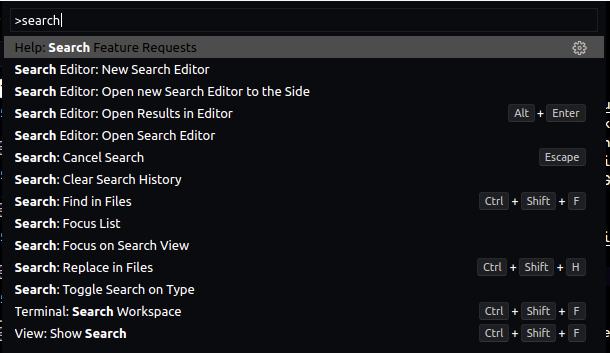 >search
Help: Search Feature Requests
Search Editor: New Search Editor
Search Editor: Open new Search Editor to the Side
Search Editor: Open Results in Editor Alt + Enter
Search Editor: Open Search Editor
Search: Cancel Search Escape
Search: Clear Search History
Search: Find in Files Ctrl + Shift + F
Search: Focus List
Search: Focus on Search View
Search: Replace in Files Ctrl + Shift + H
Search: Toggle Search on Type
Terminal: Search Workspace Ctrl + Shift + F
View: Show Search Ctrl + Shift + F